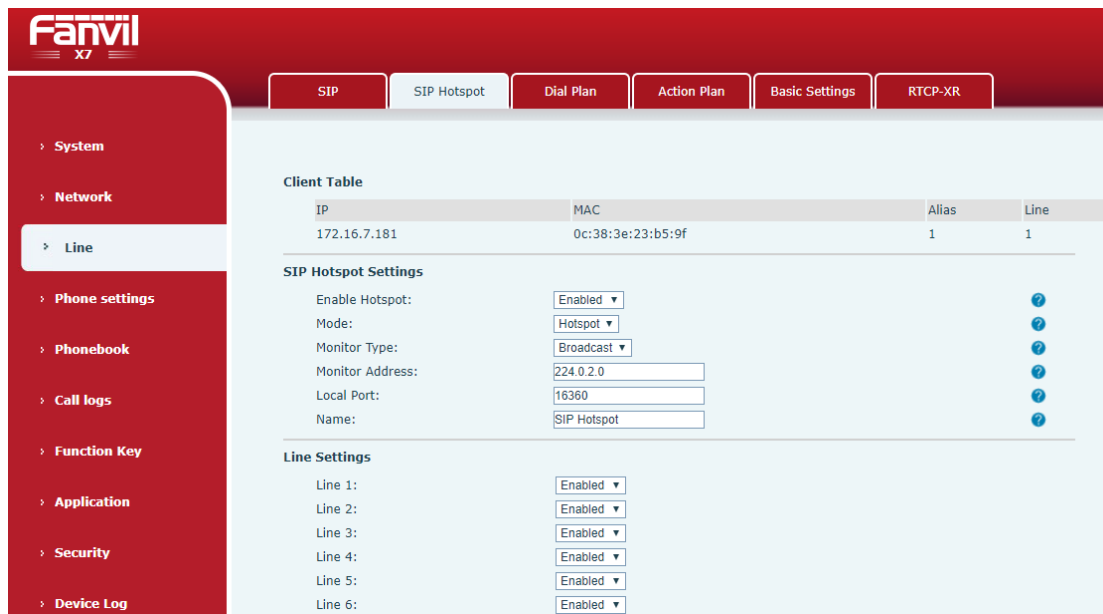 Fanvil
X7
SIP
SIP Hotspot
Dial Plan
Action Plan
Basic Settings
RTCP-XR
› System
› Network
› Line
› Phone settings
› Phonebook
› Call logs
› Function Key
› Application
› Security
› Device Log
Client Table
IP MAC Alias Line
172.16.7.181 0c:38:3e:23:b5:9f 1 1
SIP Hotspot Settings
Enable Hotspot: Enabled ▼ ?
Mode: Hotspot ▼ ?
Monitor Type: Broadcast ▼ ?
Monitor Address: 224.0.2.0 ?
Local Port: 16360 ?
Name: SIP Hotspot ?
Line Settings
Line 1: Enabled ▼
Line 2: Enabled ▼
Line 3: Enabled ▼
Line 4: Enabled ▼
Line 5: Enabled ▼
Line 6: Enabled ▼